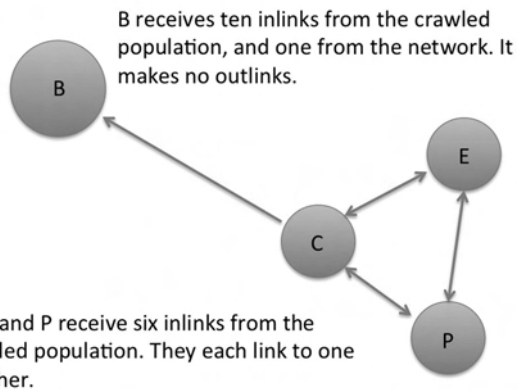 B receives ten inlinks from the crawled
population, and one from the network. It
makes no outlinks.
B
E
C
and P receive six inlinks from the
led population. They each link to one
her.
P